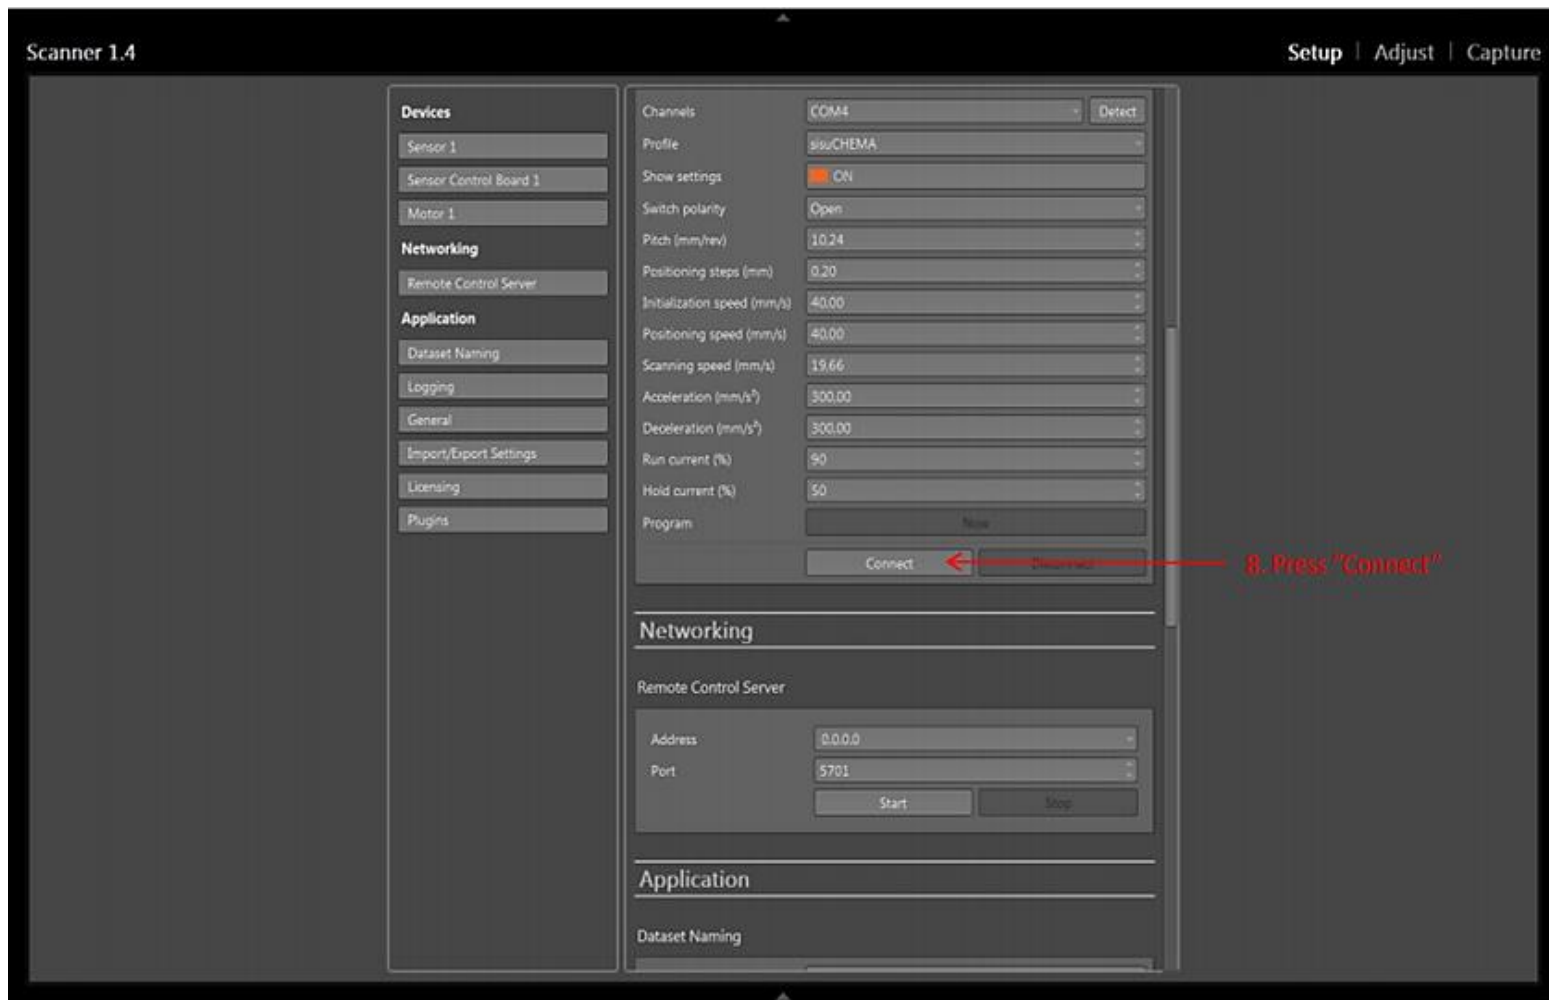 Scanner 1.4
Setup | Adjust | Capture
Devices
Sensor 1
Sensor Control Board 1
Motor 1
Networking
Remote Control Server
Application
Dataset Naming
Logging
General
Import/Export Settings
Licensing
Plugins
Channels COM4 Detect
Profile sisuCHEMA
Show settings ON
Switch polarity Open
Pitch (mm/rev) 10,24
Positioning steps (mm) 0,20
Initialization speed (mm/s) 40,00
Positioning speed (mm/s) 40,00
Scanning speed (mm/s) 19,66
Acceleration (mm/s²) 300,00
Deceleration (mm/s²) 300,00
Run current (%) 90
Hold current (%) 50
Program Now
Connect Disconnect
8. Press "Connect"
Networking
Remote Control Server
Address 0.0.0.0
Port 5701
Start Stop
Application
Dataset Naming